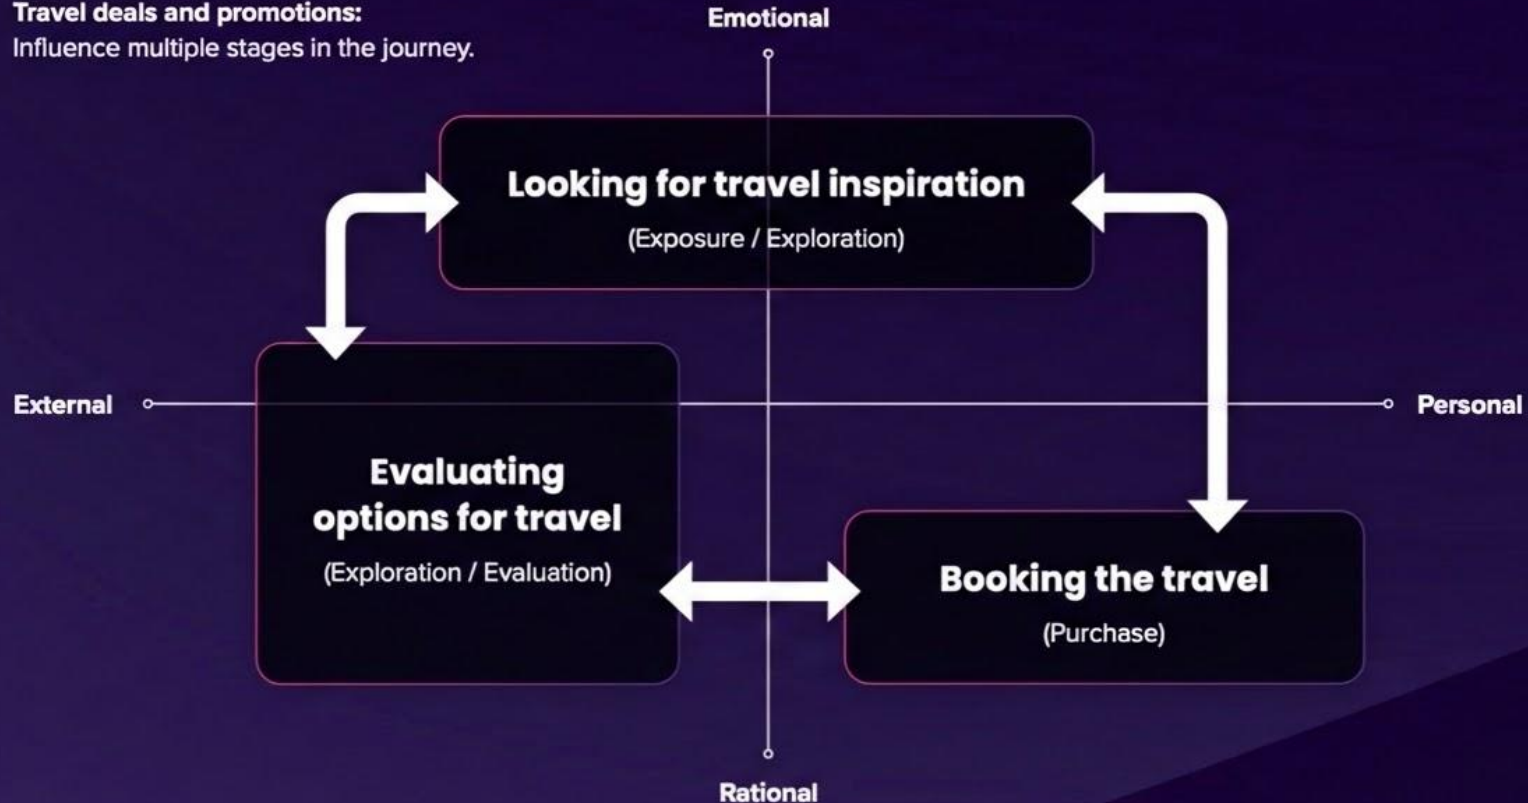 Travel deals and promotions:
Influence multiple stages in the journey.
Emotional
Looking for travel inspiration
(Exposure / Exploration)
External
Personal
Evaluating
options for travel
(Exploration / Evaluation)
Booking the travel
(Purchase)
Rational